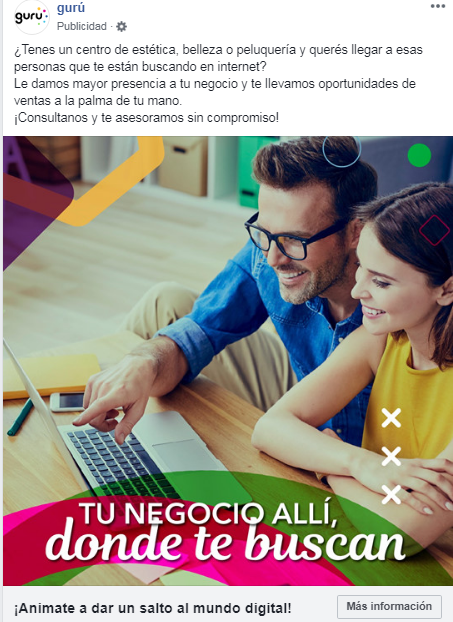 gurú
gurú
Publicidad ·
¿Tenes un centro de estética, belleza o peluquería y querés llegar a esas
personas que te están buscando en internet?
Le damos mayor presencia a tu negocio y te llevamos oportunidades de
ventas a la palma de tu mano.
¡Consultanos y te asesoramos sin compromiso!
TU NEGOCIO ALLÍ,
donde te buscan
¡Animate a dar un salto al mundo digital!
Más información